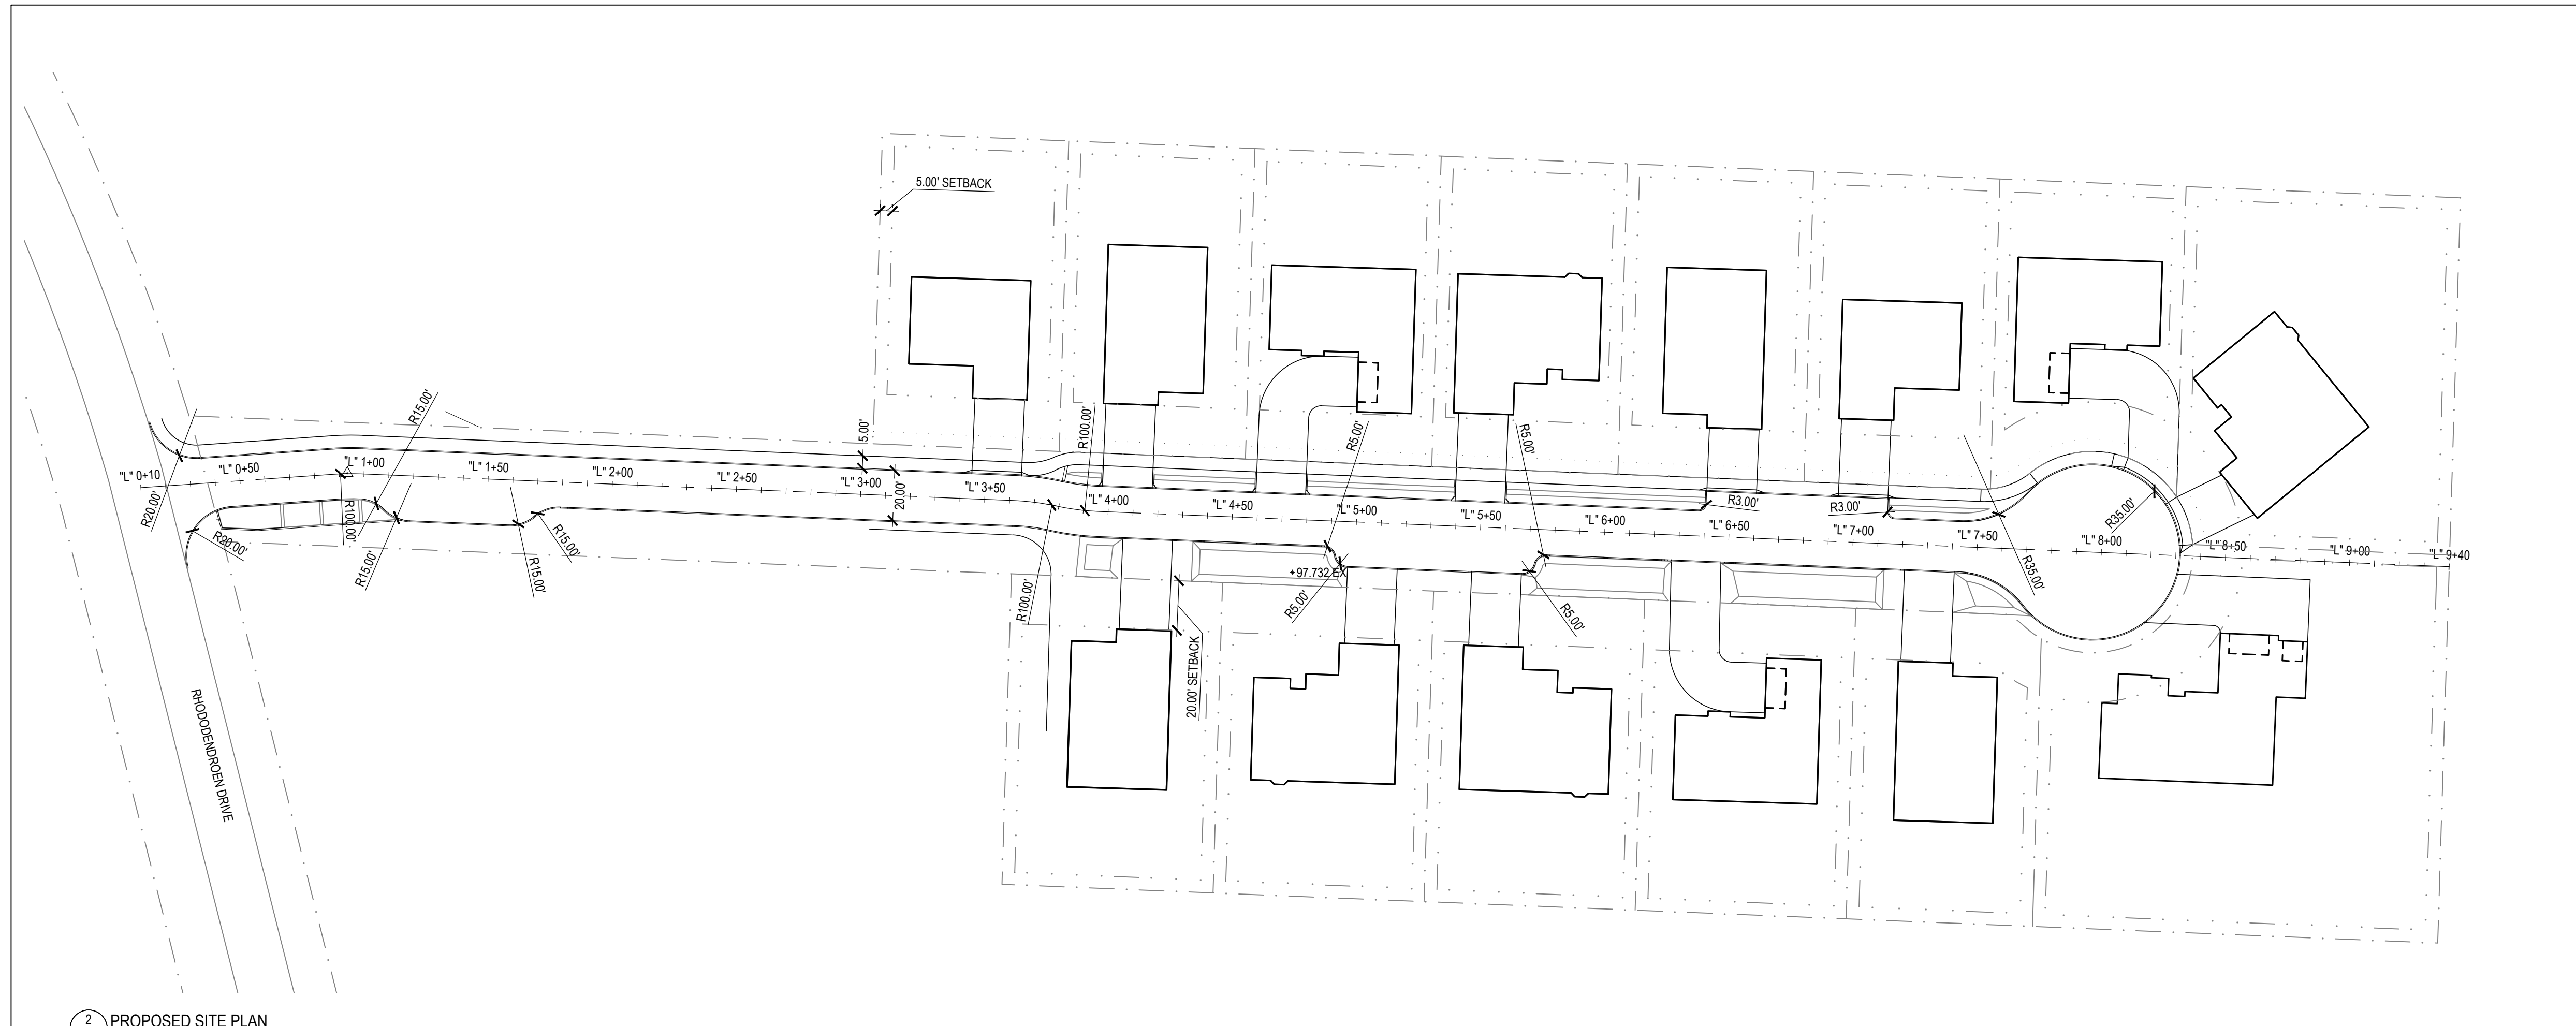 5.00' SETBACK
R15.00'
5.00'
R100.00'
R5.00'
R5.00'
"L" 0+10
"L" 0+50
"L" 1+00
"L" 1+50
"L" 2+00
"L" 2+50
"L" 3+00
"L" 3+50
"L" 4+00
"L" 4+50
"L" 5+00
"L" 5+50
"L" 6+00
"L" 6+50
"L" 7+00
"L" 7+50
"L" 8+00
"L" 8+50
"L" 9+00
"L" 9+40
R20.00'
R100.00'
20.00'
R3.00'
R3.00'
R35.00'
R20.00'
R15.00'
R15.00'
R15.00'
R100.00'
+97.732 EX
R5.00'
R5.00'
R35.00'
20.00' SETBACK
RHODODENDROEN DRIVE
2
PROPOSED SITE PLAN